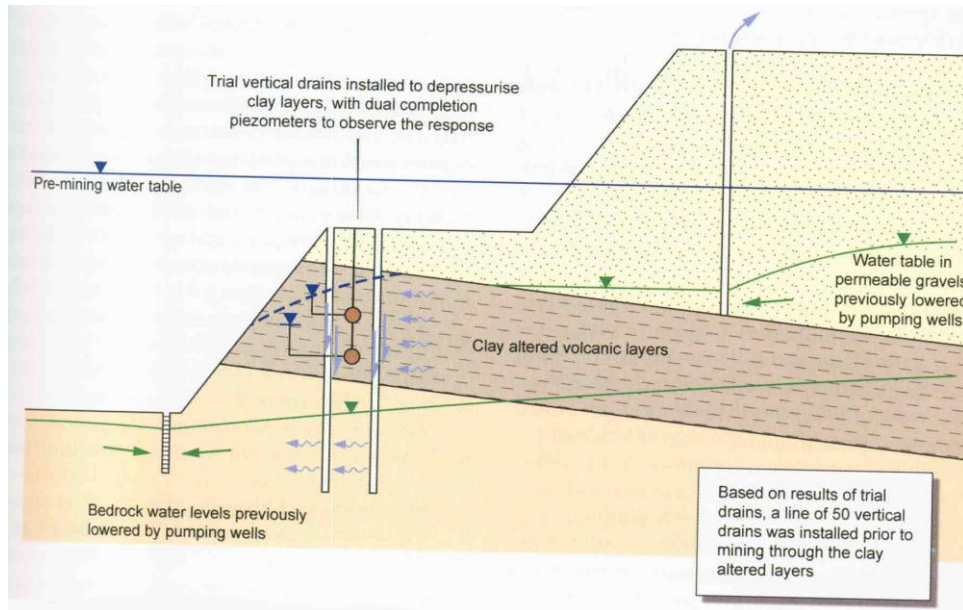 Trial vertical drains installed to depressurise
clay layers, with dual completion
piezometers to observe the response
Pre-mining water table
Water table in
permeable gravels
previously lowered
by pumping wells
Clay altered volcanic layers
Bedrock water levels previously
lowered by pumping wells
Based on results of trial
drains, a line of 50 vertical
drains was installed prior to
mining through the clay
altered layers